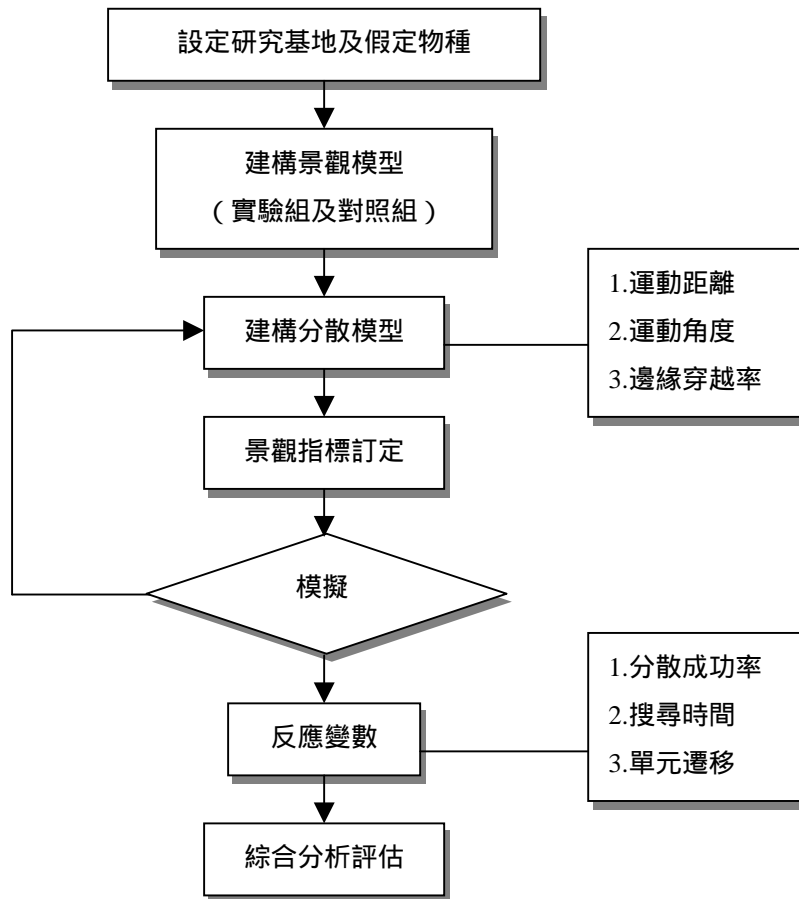 設定研究基地及假定物種
建構景觀模型
（實驗組及對照組）
建構分散模型
1.運動距離
2.運動角度
3.邊緣穿越率
景觀指標訂定
模擬
反應變數
1.分散成功率
2.搜尋時間
3.單元遷移
綜合分析評估